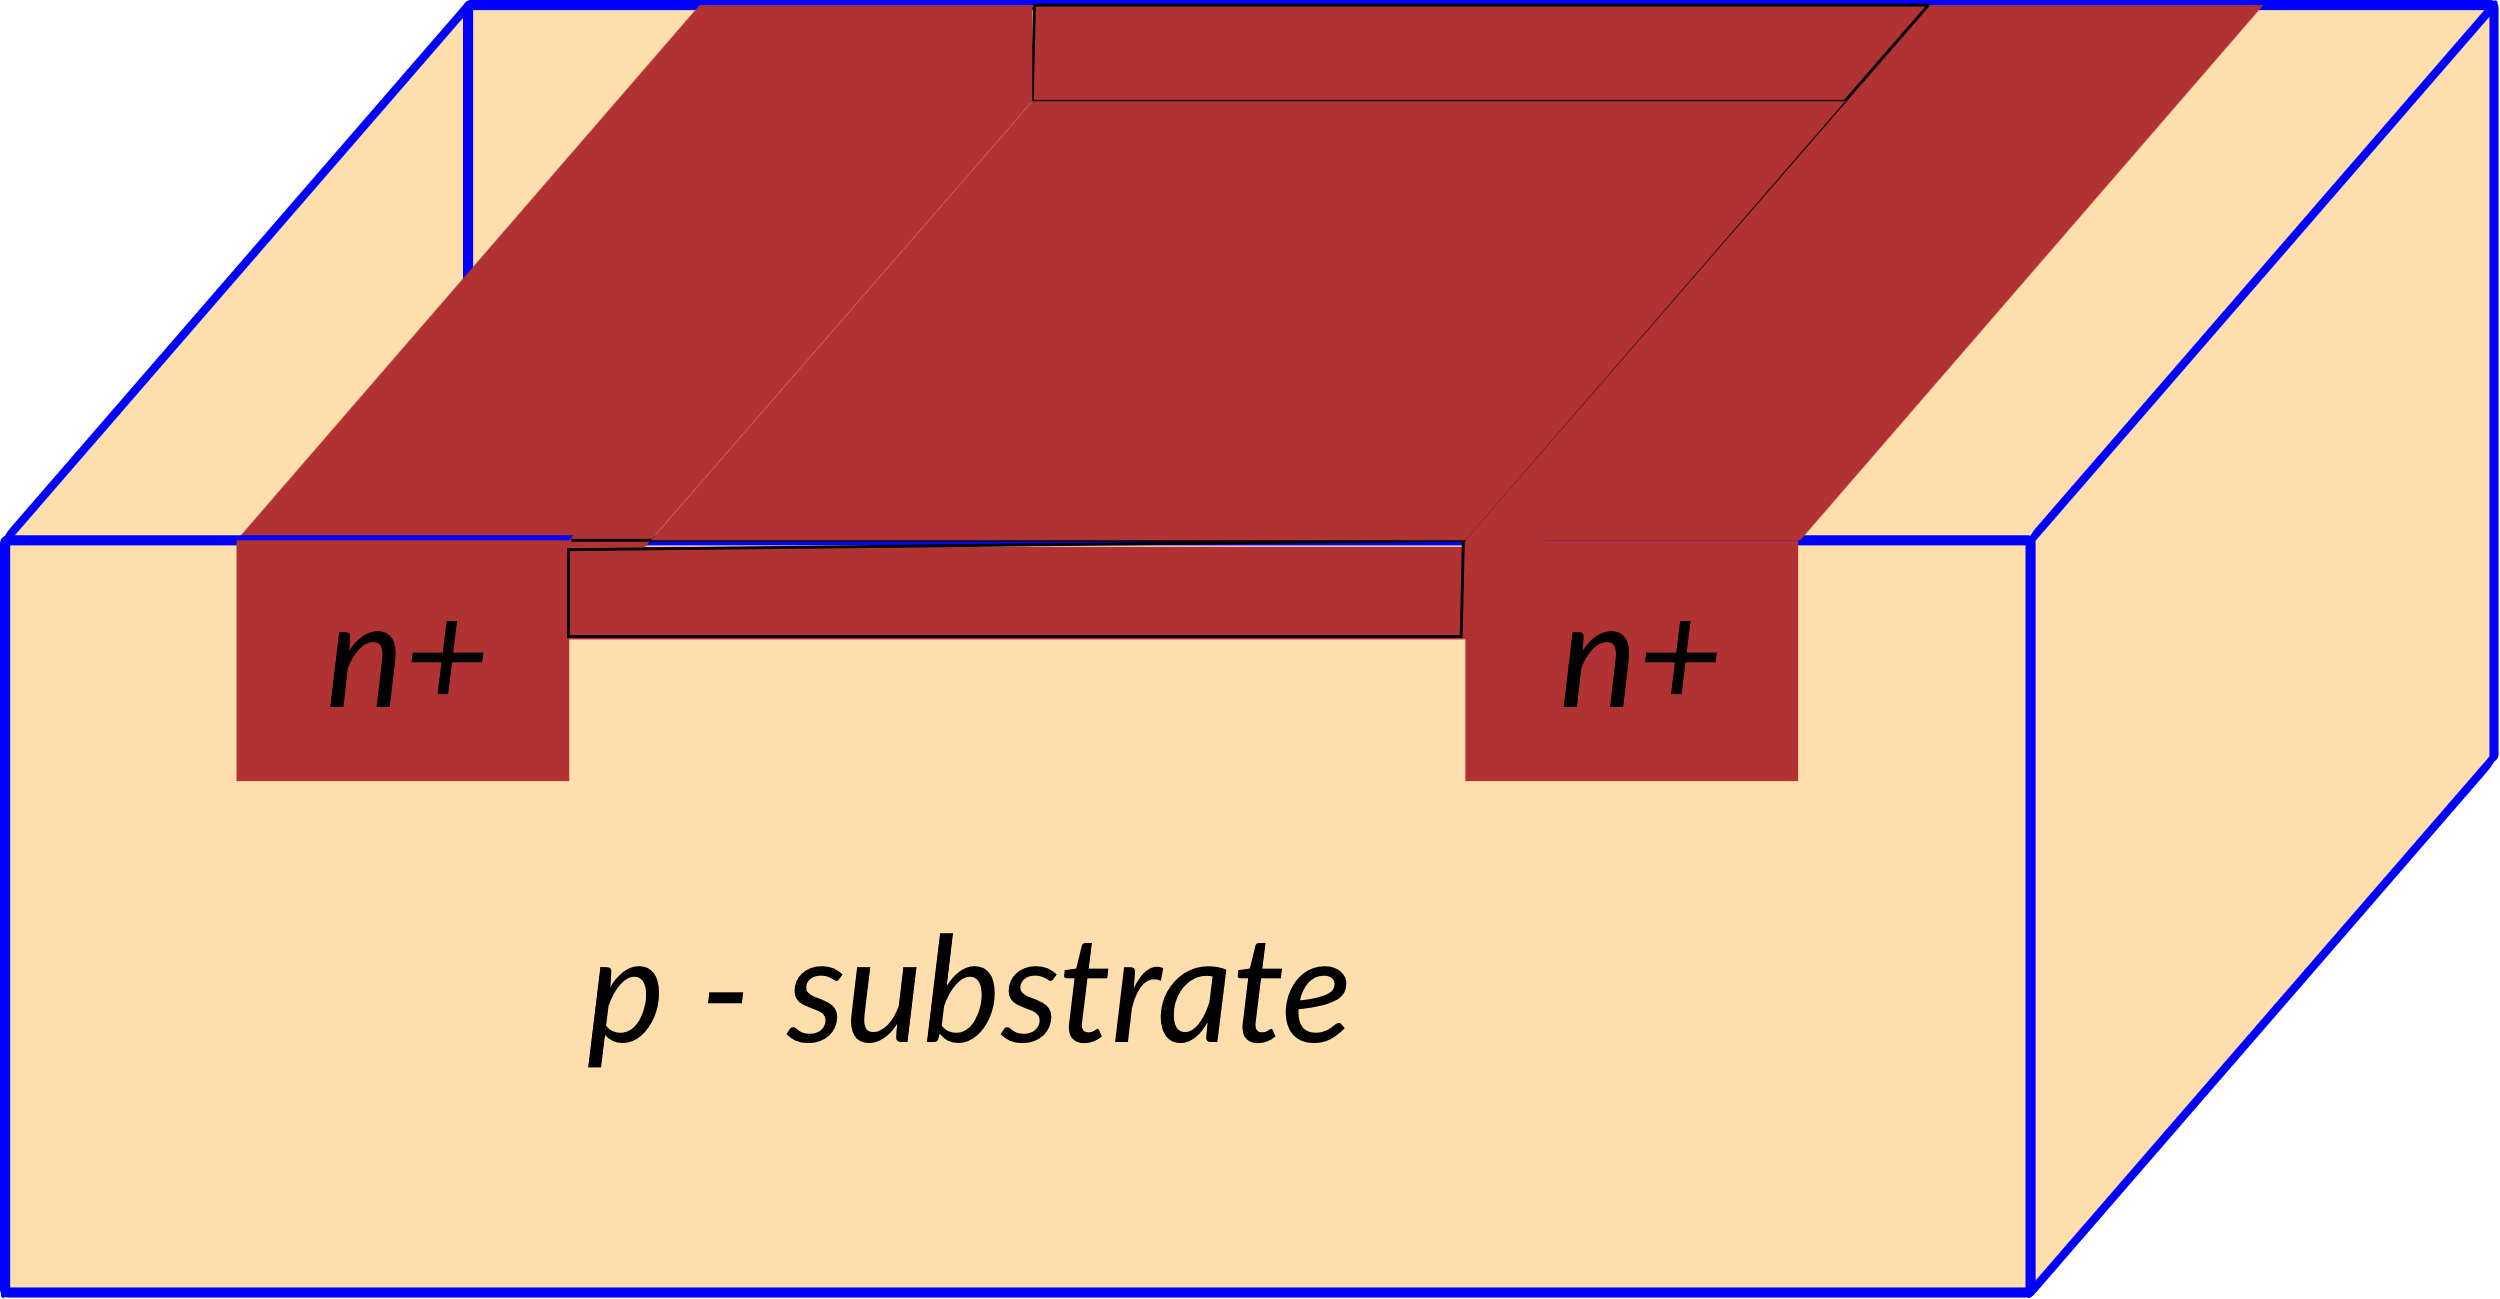 n+
n+
p - substrate